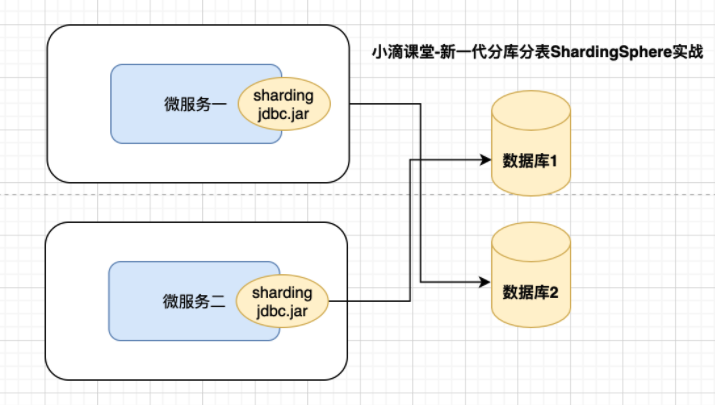 小滴课堂-新一代分库分表ShardingSphere实战
微服务一
sharding
jdbc.jar
数据库1
微服务二
sharding
jdbc.jar
数据库2